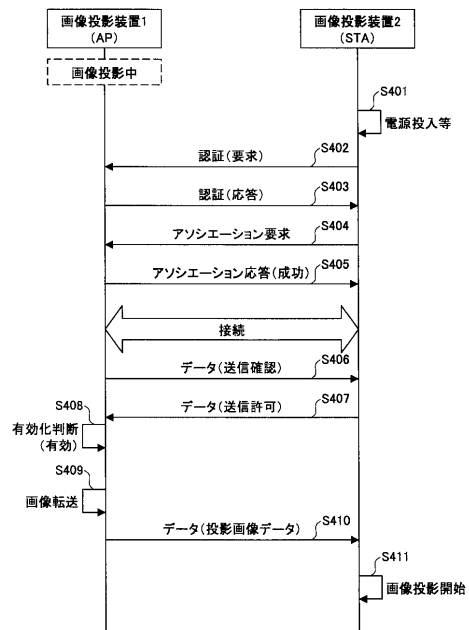 画像投影装置1
(AP)
画像投影装置2
(STA)
画像投影中
S401
電源投入等
S402
認証(要求)
S403
認証(応答)
S404
アソシエーション要求
S405
アソシエーション応答(成功)
接続
S406
データ(送信確認)
S407
データ(送信許可)
S408
有効化判断
(有効)
S409
画像転送
S410
データ(投影画像データ)
S411
画像投影開始